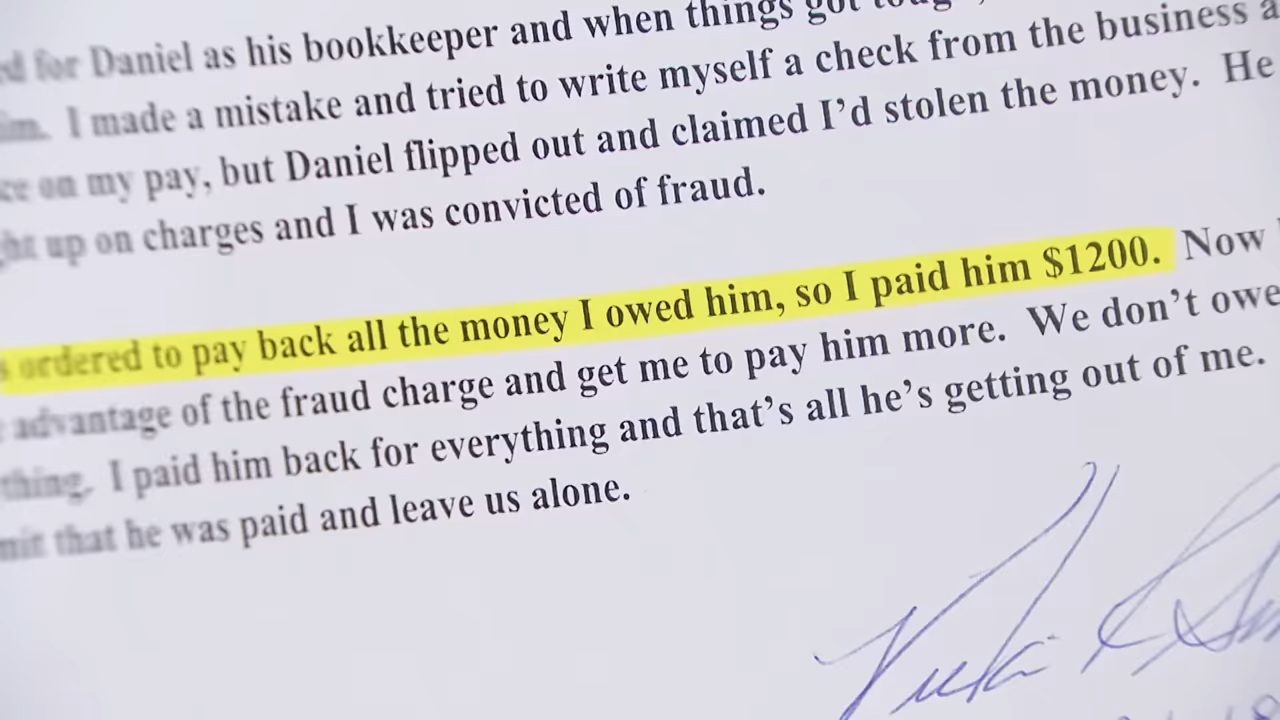 for Daniel as his bookkeeper and when things got
I made a mistake and tried to write myself a check from the business
on my pay, but Daniel flipped out and claimed I'd stolen the money. He
up on charges and I was convicted of fraud.
ordered to pay back all the money I owed him, so I paid him $1200. Now
advantage of the fraud charge and get me to pay him more. We don't owe
thing. I paid him back for everything and that's all he's getting out of me.
that he was paid and leave us alone.